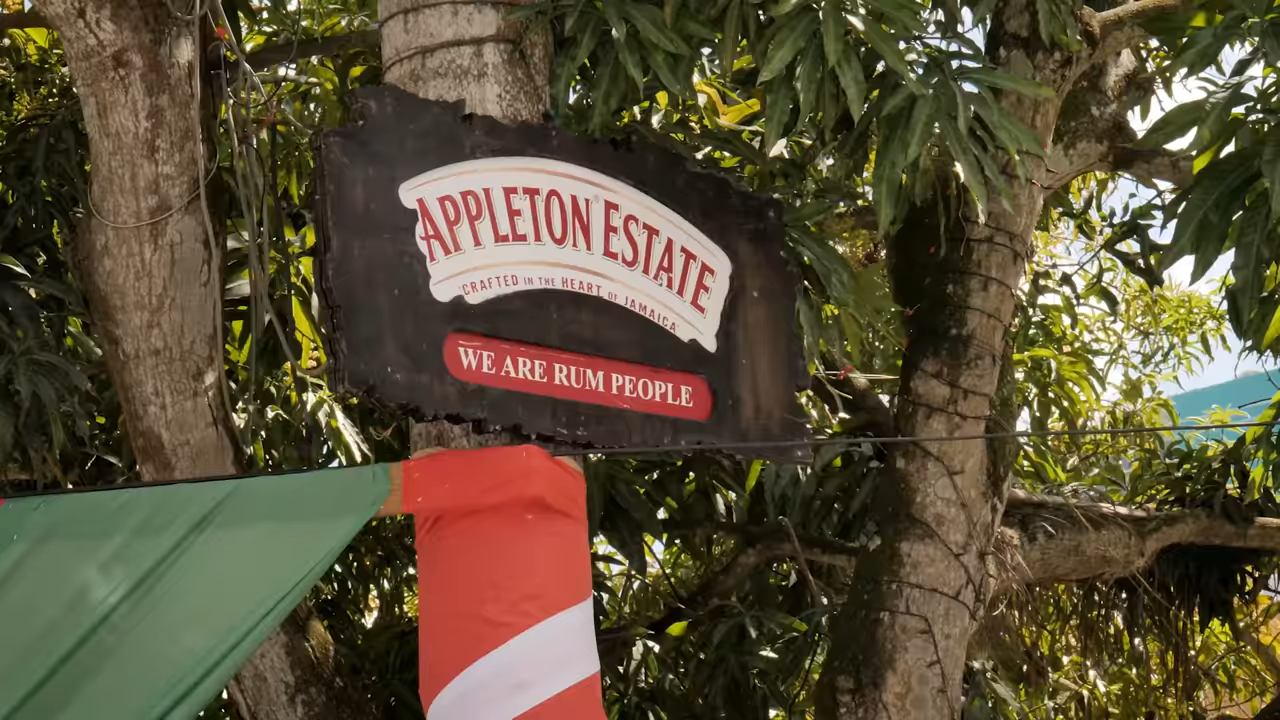 APPLETON® ESTATE
CRAFTED IN THE HEART OF JAMAICA
WE ARE RUM PEOPLE